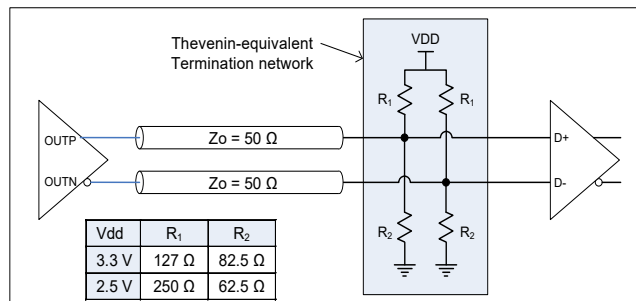 Thevenin-equivalent
Termination network
VDD
R1 R1
OUTP
Zo = 50 Ω
D+
OUTN
Zo = 50 Ω
D-
R2 R2
Vdd R1 R2
3.3 V 127 Ω 82.5 Ω
2.5 V 250 Ω 62.5 Ω